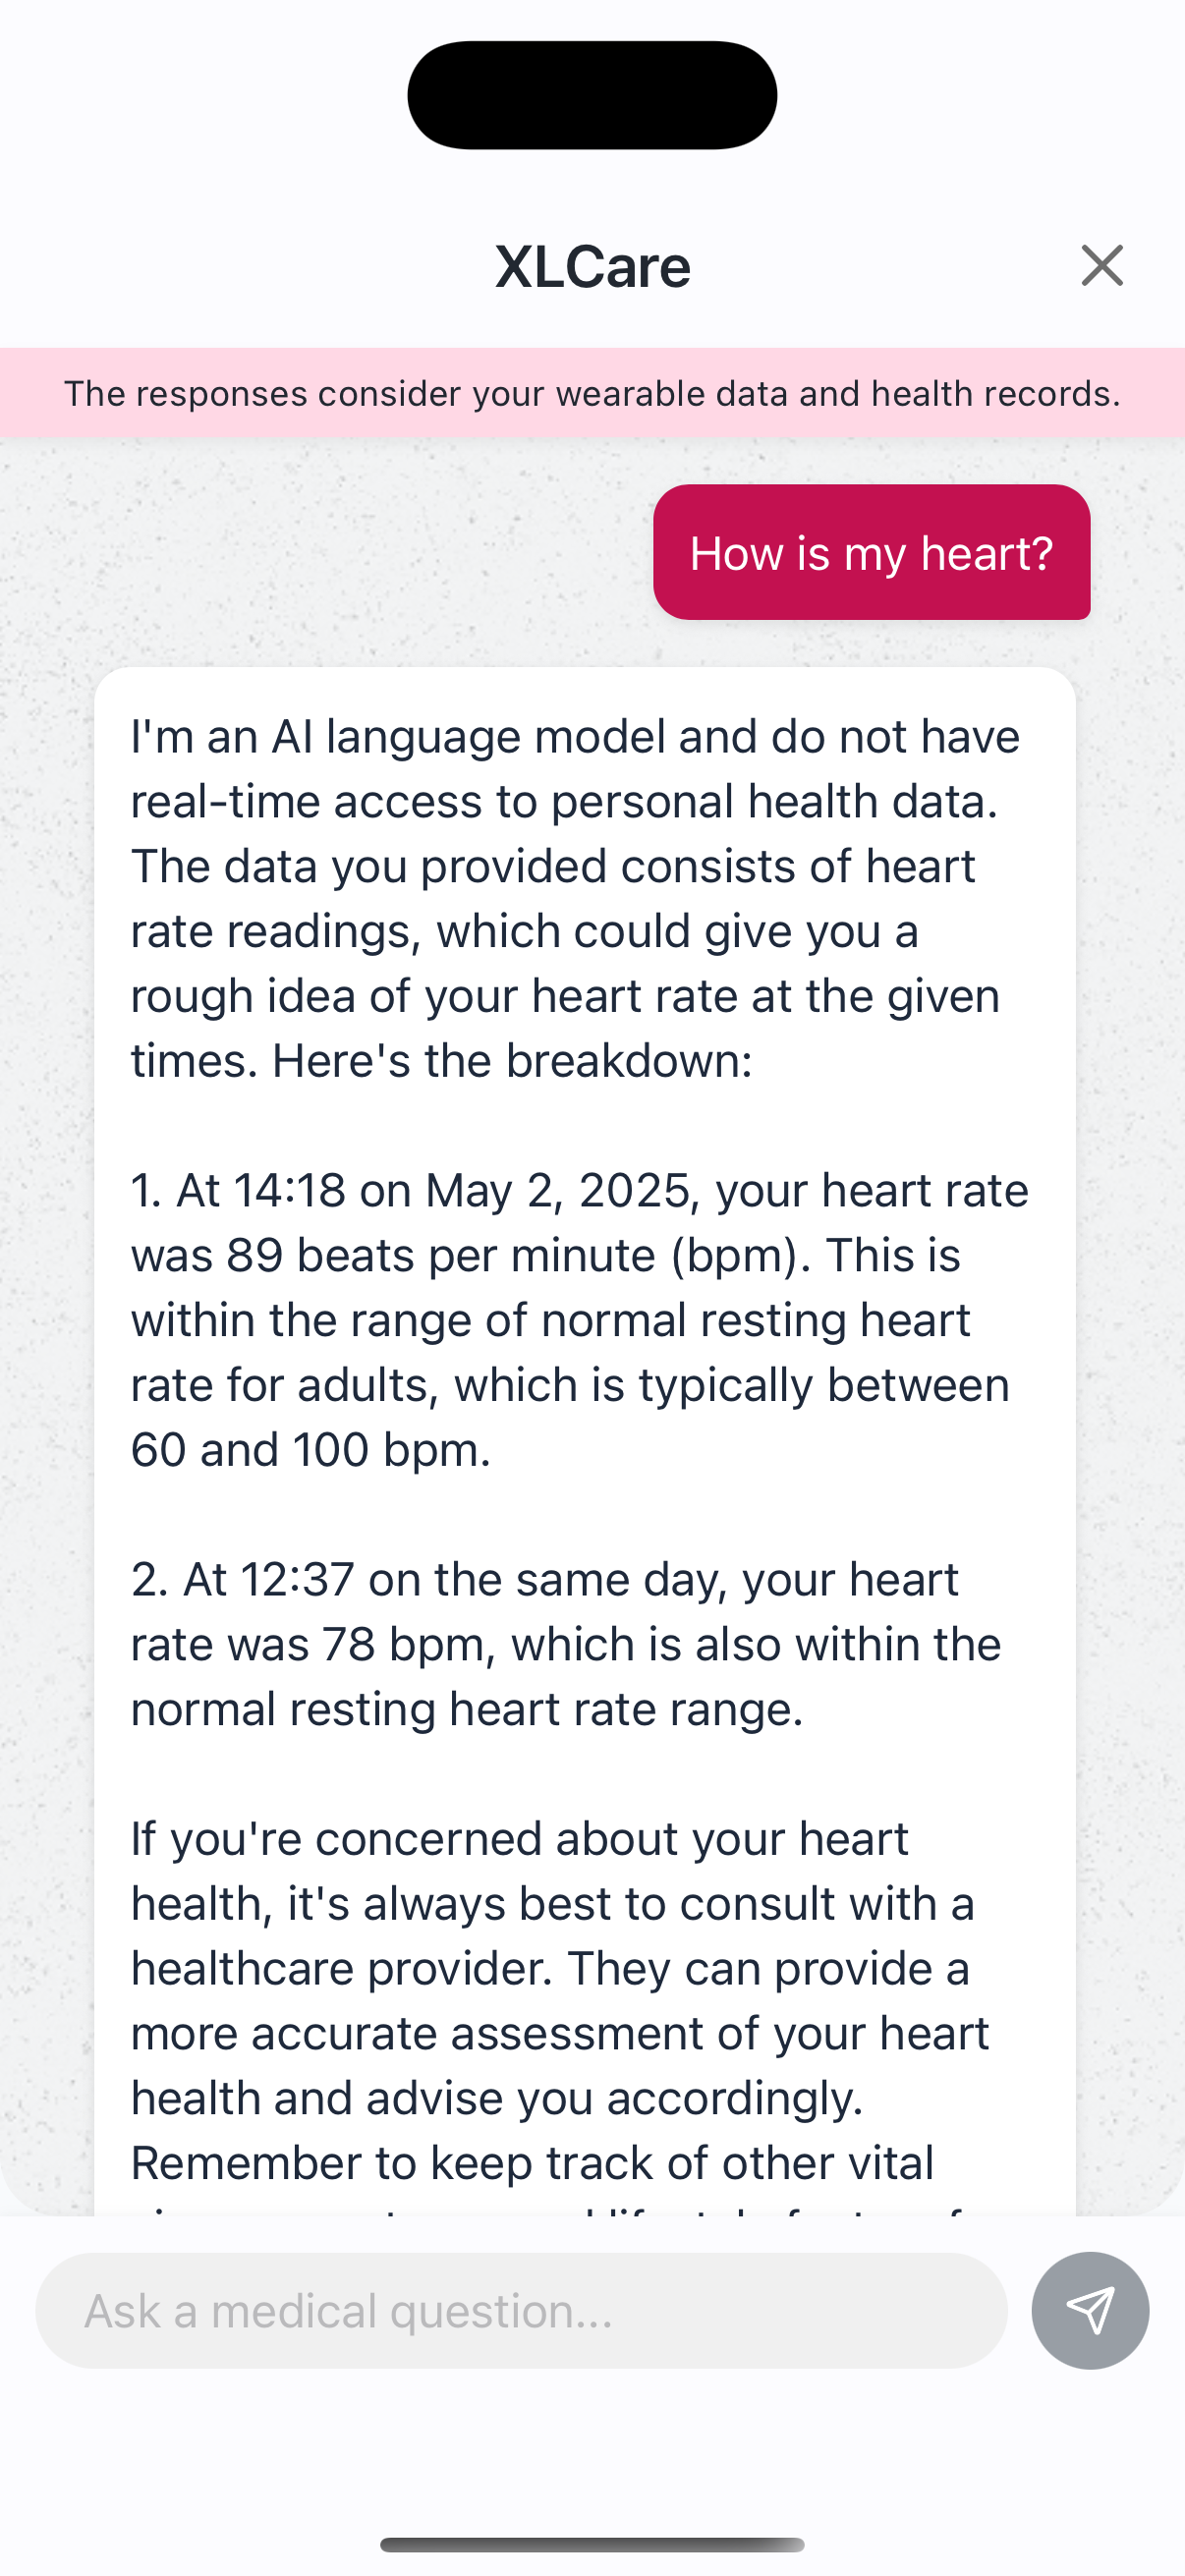 XLCare
The responses consider your wearable data and health records.
How is my heart?
I'm an AI language model and do not have
real-time access to personal health data.
The data you provided consists of heart
rate readings, which could give you a
rough idea of your heart rate at the given
times. Here's the breakdown:
1. At 14:18 on May 2, 2025, your heart rate
was 89 beats per minute (bpm). This is
within the range of normal resting heart
rate for adults, which is typically between
60 and 100 bpm.
2. At 12:37 on the same day, your heart
rate was 78 bpm, which is also within the
normal resting heart rate range.
If you're concerned about your heart
health, it's always best to consult with a
healthcare provider. They can provide a
more accurate assessment of your heart
health and advise you accordingly.
Remember to keep track of other vital
Ask a medical question...